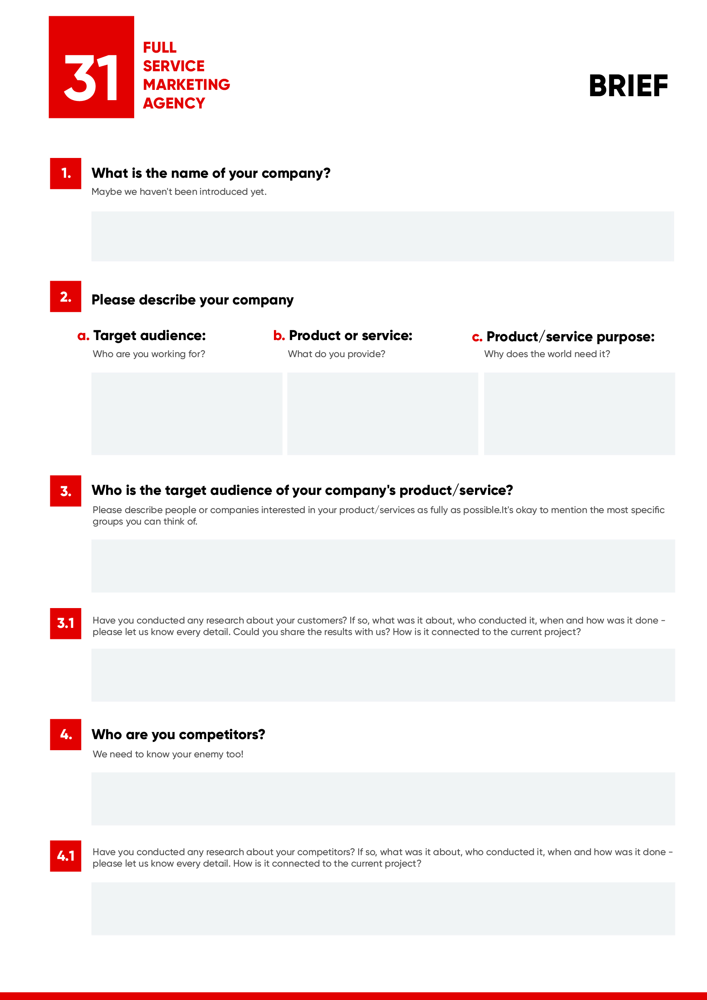 31
FULL
SERVICE
MARKETING
AGENCY
BRIEF
1.
What is the name of your company?
Maybe we haven't been introduced yet.
2.
Please describe your company
a. Target audience:
Who are you working for?
b. Product or service:
What do you provide?
c. Product/service purpose:
Why does the world need it?
3.
Who is the target audience of your company's product/service?
Please describe people or companies interested in your product/services as fully as possible.It's okay to mention the most specific
groups you can think of.
3.1
Have you conducted any research about your customers? If so, what was it about, who conducted it, when and how was it done -
please let us know every detail. Could you share the results with us? How is it connected to the current project?
4.
Who are you competitors?
We need to know your enemy too!
4.1
Have you conducted any research about your competitors? If so, what was it about, who conducted it, when and how was it done -
please let us know every detail. How is it connected to the current project?